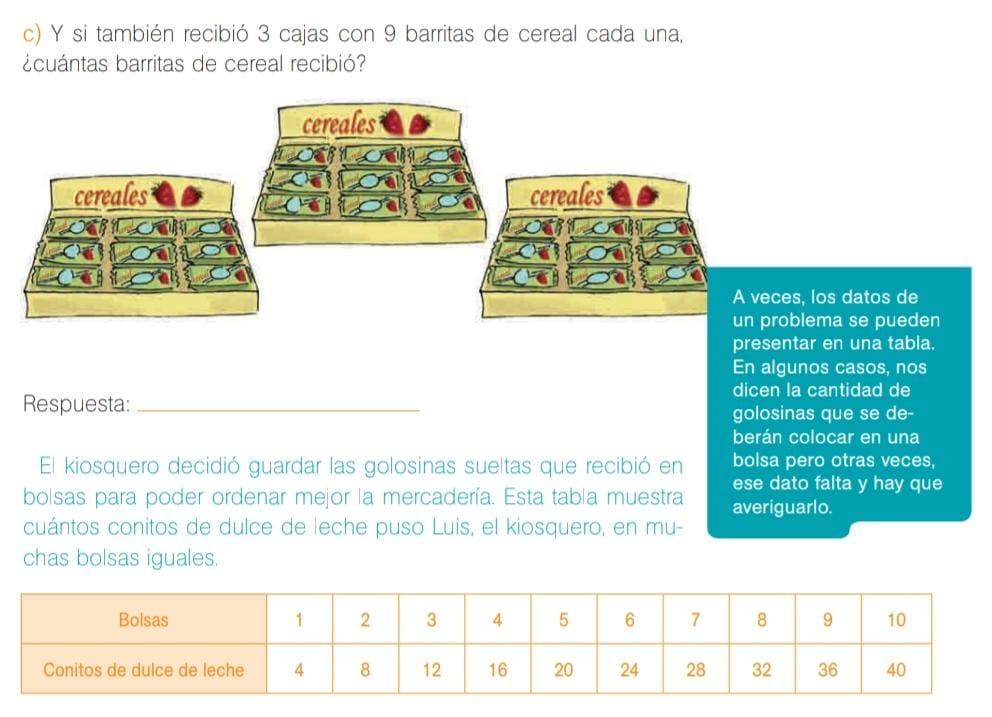 c) Y si también recibió 3 cajas con 9 barritas de cereal cada una,
¿cuántas barritas de cereal recibió?
cereales
cereales
cereales
A veces, los datos de
un problema se pueden
presentar en una tabla.
En algunos casos, nos
dicen la cantidad de
golosinas que se de-
berán colocar en una
bolsa pero otras veces,
ese dato falta y hay que
averiguarlo.
Respuesta:
El kiosquero decidió guardar las golosinas sueltas que recibió en
bolsas para poder ordenar mejor la mercadería. Esta tabla muestra
cuántos conitos de dulce de leche puso Luis, el kiosquero, en mu-
chas bolsas iguales.
Bolsas 1 2 3 4 5 6 7 8 9 10
Conitos de dulce de leche 4 8 12 16 20 24 28 32 36 40